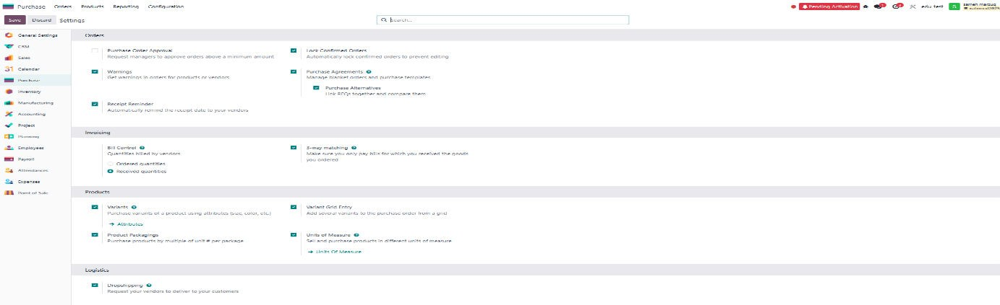 Purchase Orders Products Reporting Configuration
Pending Activation
edu-test
S
sameh marzuq
Save Discard Settings
Search...
General Settings
CRM
Sales
31 Calendar
Purchase
Inventory
Manufacturing
Accounting
Project
Planning
Employees
Payroll
Attendances
Expenses
Point of Sale
Orders
Purchase Order Approval
Request managers to approve orders above a minimum amount
Lock Confirmed Orders
Automatically lock confirmed orders to prevent editing
Warnings
Get warnings in orders for products or vendors
Purchase Agreements ?
Manage blanket orders and purchase templates
Purchase Alternatives
Link RFQs together and compare them
Receipt Reminder
Automatically remind the receipt date to your vendors
Invoicing
Bill Control ?
Quantities billed by vendors
Ordered quantities
Received quantities
3-way matching ?
Make sure you only pay bills for which you received the goods
you ordered
Products
Variants ?
Purchase variants of a product using attributes (size, color, etc.)
→ Attributes
Variant Grid Entry
Add several variants to the purchase order from a grid
Product Packagings
Purchase products by multiple of unit # per package
Units of Measure ?
Sell and purchase products in different units of measure
→ Units Of Measure
Logistics
Dropshipping ?
Request your vendors to deliver to your customers